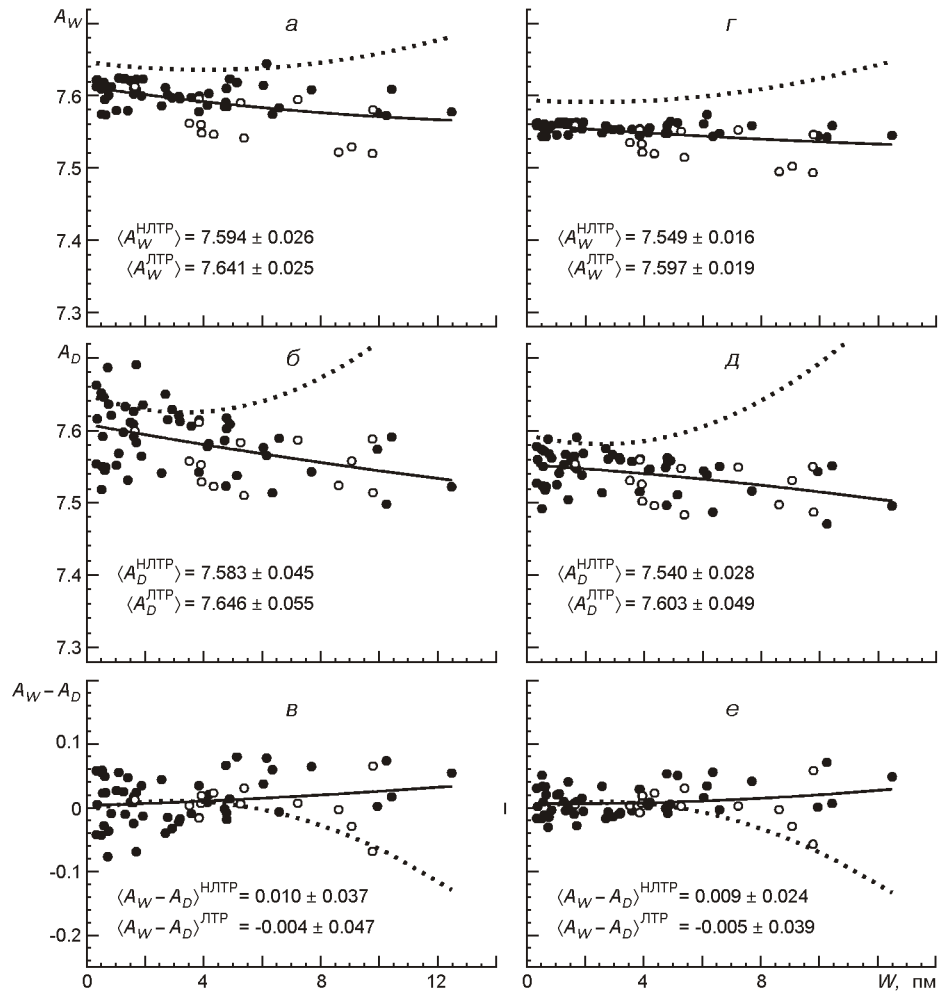 A_W
а
г
7.6
7.5
7.4
7.3
⟨A_W^НЛТР⟩ = 7.594 ± 0.026
⟨A_W^ЛТР⟩ = 7.641 ± 0.025
⟨A_W^НЛТР⟩ = 7.549 ± 0.016
⟨A_W^ЛТР⟩ = 7.597 ± 0.019
A_D
б
д
7.6
7.5
7.4
7.3
⟨A_D^НЛТР⟩ = 7.583 ± 0.045
⟨A_D^ЛТР⟩ = 7.646 ± 0.055
⟨A_D^НЛТР⟩ = 7.540 ± 0.028
⟨A_D^ЛТР⟩ = 7.603 ± 0.049
A_W – A_D
в
е
0.1
0
-0.1
-0.2
⟨A_W – A_D⟩^НЛТР = 0.010 ± 0.037
⟨A_W – A_D⟩^ЛТР = -0.004 ± 0.047
⟨A_W – A_D⟩^НЛТР = 0.009 ± 0.024
⟨A_W – A_D⟩^ЛТР = -0.005 ± 0.039
0 4 8 12
0 4 8 W, пм